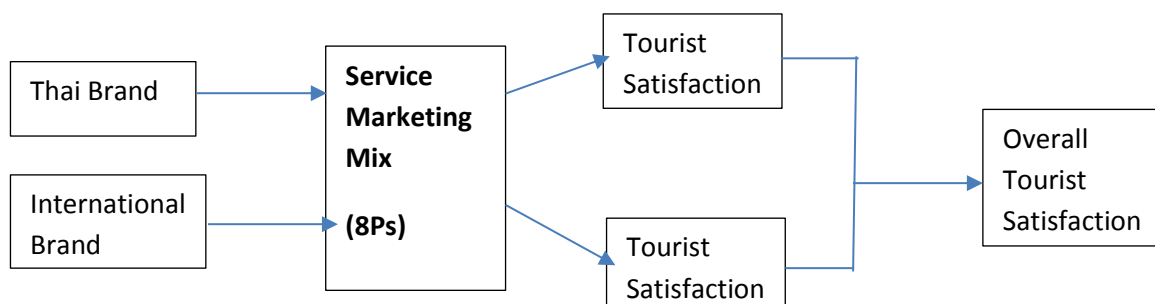 Thai Brand
International
Brand
Service
Marketing
Mix
(8Ps)
Tourist
Satisfaction
Tourist
Satisfaction
Overall
Tourist
Satisfaction